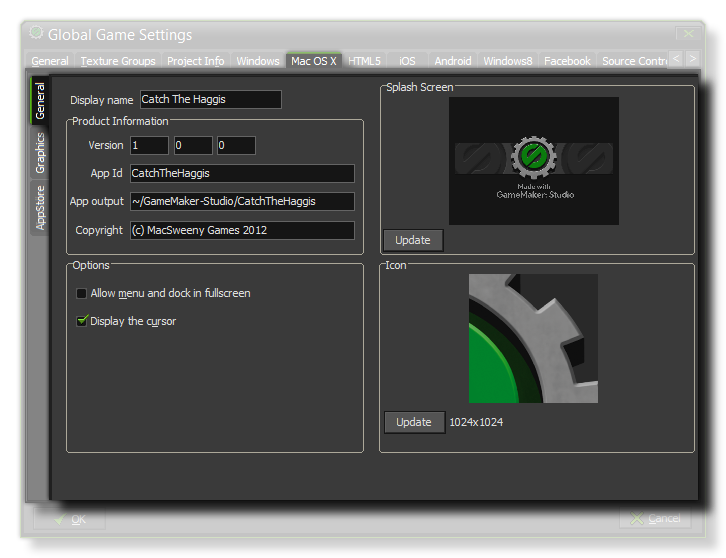 Global Game Settings
General Texture Groups Project Info Windows Mac OS X HTML5 iOS Android Windows8 Facebook Source Contr
General
Graphics
AppStore
Display name Catch The Haggis
Product Information
Version 1 0 0
App Id CatchTheHaggis
App output ~/GameMaker-Studio/CatchTheHaggis
Copyright (c) MacSweeny Games 2012
Options
Allow menu and dock in fullscreen
Display the cursor
Splash Screen
Made with
GameMaker: Studio
Update
Icon
Update 1024x1024
OK Cancel